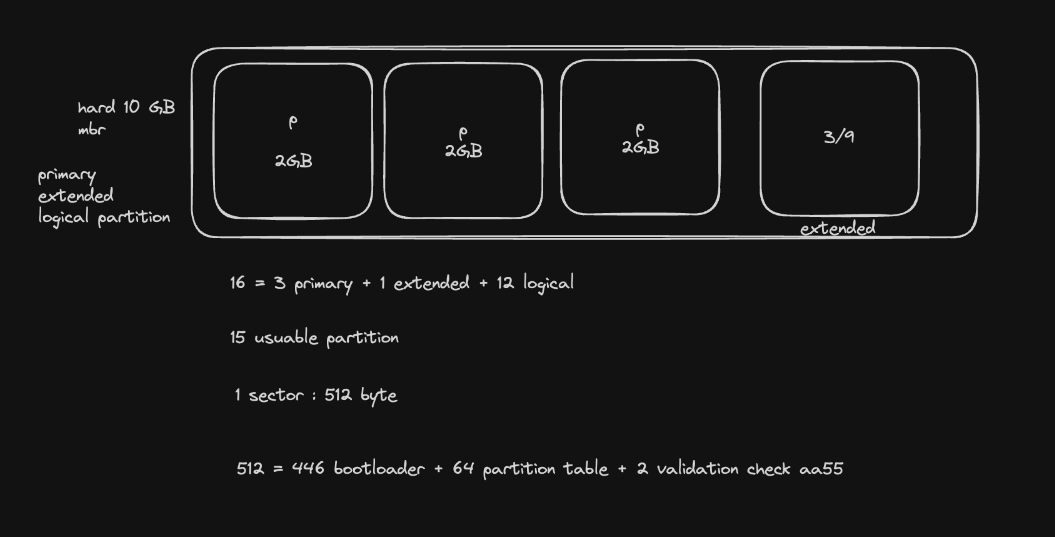 hard 10 GB
mbr
primary
extended
logical partition
p
2GB
p
2GB
p
2GB
3/9
extended
16 = 3 primary + 1 extended + 12 logical
15 usuable partition
1 sector : 512 byte
512 = 446 bootloader + 64 partition table + 2 validation check aa55